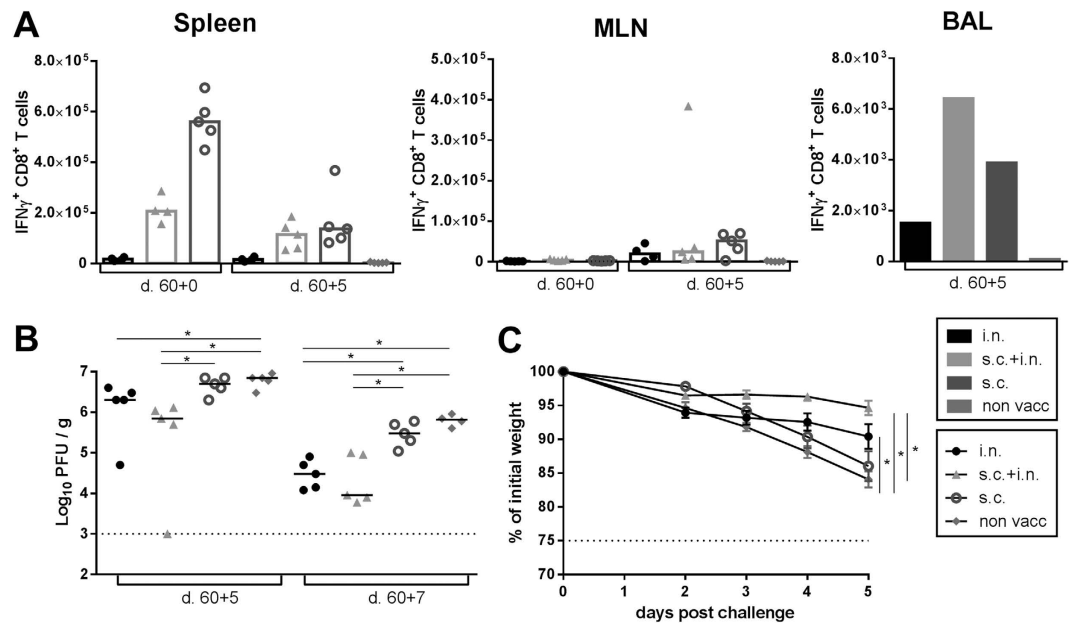 A
Spleen
MLN
BAL
IFNγ⁺ CD8⁺ T cells
8.0×10⁵
6.0×10⁵
4.0×10⁵
2.0×10⁵
0
d. 60+0
d. 60+5
IFNγ⁺ CD8⁺ T cells
5.0×10⁵
4.0×10⁵
3.0×10⁵
2.0×10⁵
1.0×10⁵
0
d. 60+0
d. 60+5
IFNγ⁺ CD8⁺ T cells
8.0×10³
6.0×10³
4.0×10³
2.0×10³
0
d. 60+5
B
* 
*
*
*
*
*
*
Log₁₀ PFU / g
7
6
5
4
3
2
d. 60+5
d. 60+7
C
% of initial weight
100
95
90
85
80
75
70
0
1
2
3
4
5
days post challenge
*
*
*
i.n.
s.c.+i.n.
s.c.
non vacc
i.n.
s.c.+i.n.
s.c.
non vacc